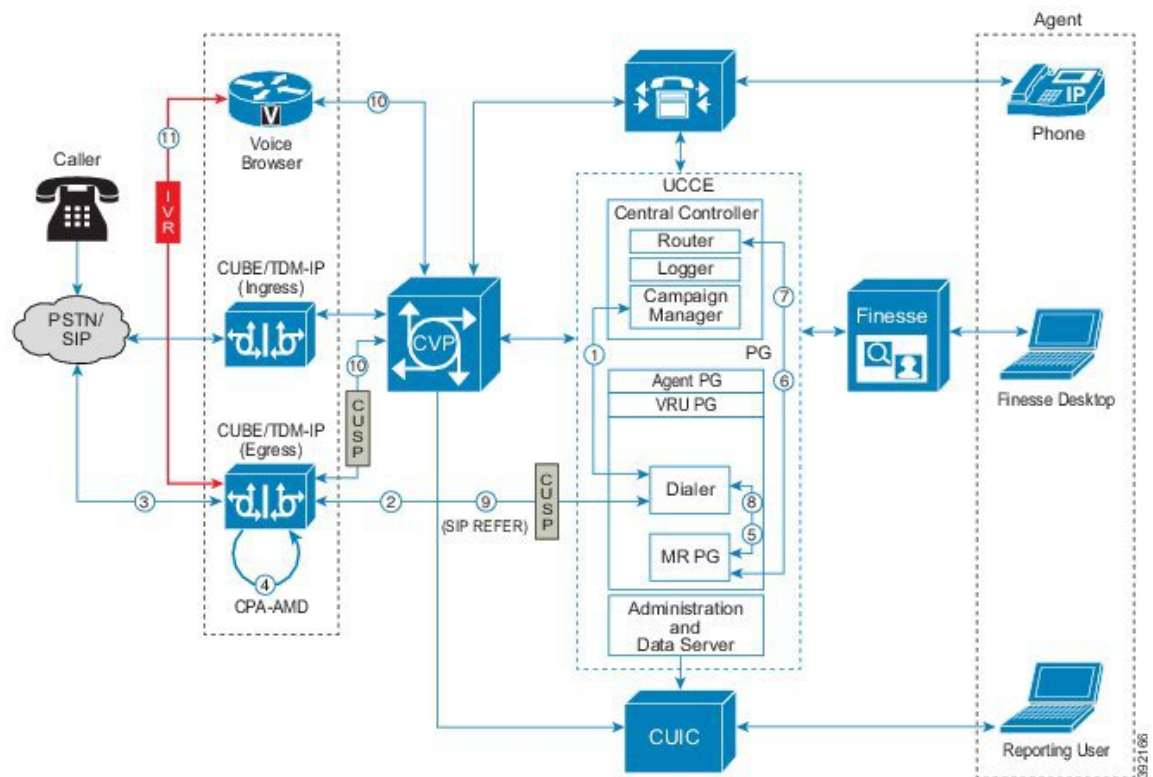 Agent
IP
Phone
V
Voice
Browser
10
11
Caller
IVR
UCCE
Central Controller
Router
Logger
Campaign
Manager
CUBE/TDM-IP
(Ingress)
PSTN/
SIP
CVP
7
Finesse
1
PG
6
10
Agent PG
VRU PG
Finesse Desktop
CUSP
CUBE/TDM-IP
(Egress)
CUSP
Dialer
3
2
9
(SIP REFER)
8
5
MR PG
4
CPA-AMD
Administration
and
Data Server
CUIC
Reporting User
392166